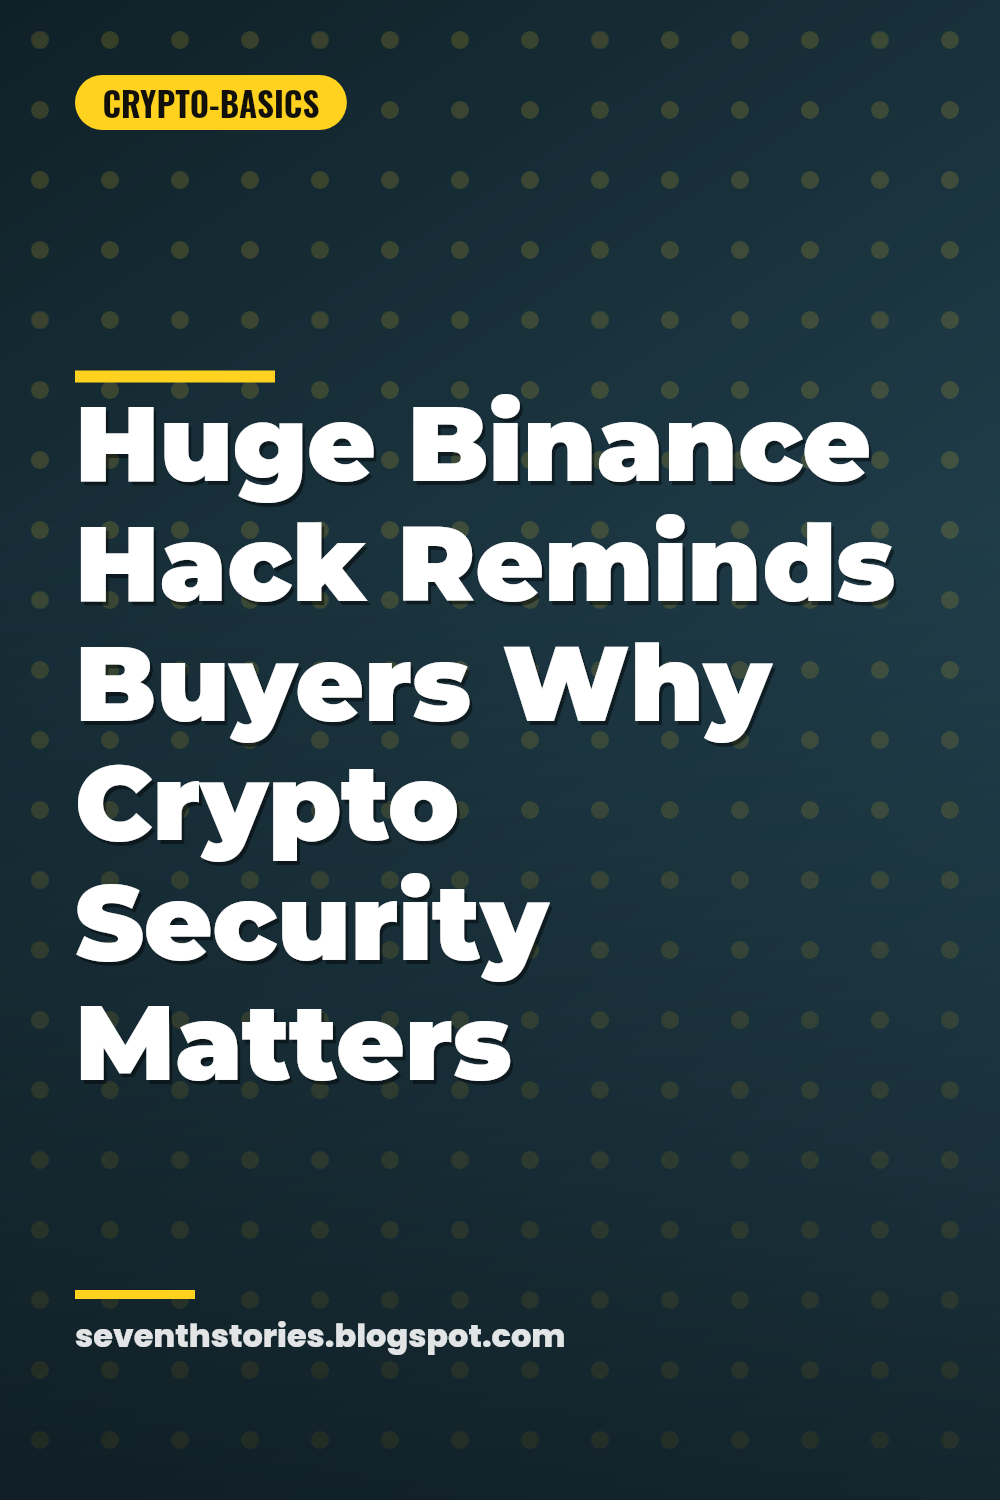 CRYPTO-BASICS
Huge Binance
Hack Reminds
Buyers Why
Crypto
Security
Matters
seventhstories.blogspot.com